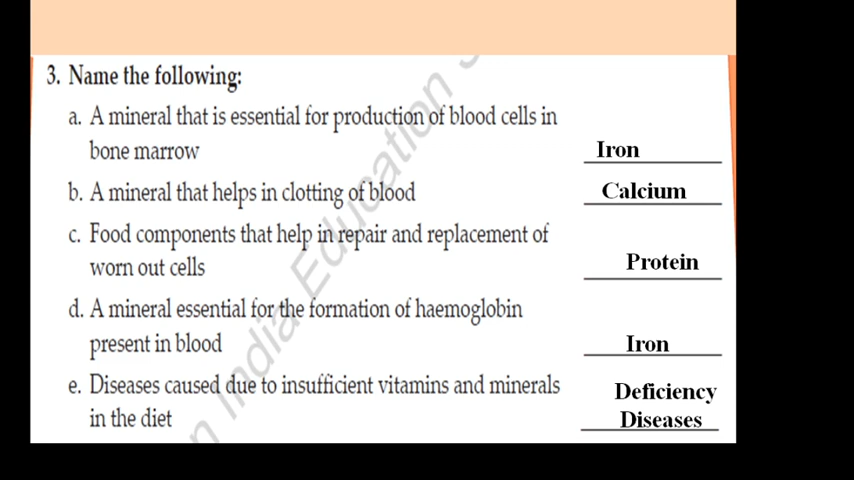 3. Name the following:
a. A mineral that is essential for production of blood cells in
bone marrow
Iron
b. A mineral that helps in clotting of blood
Calcium
c. Food components that help in repair and replacement of
worn out cells
Protein
d. A mineral essential for the formation of haemoglobin
present in blood
Iron
e. Diseases caused due to insufficient vitamins and minerals
in the diet
Deficiency
Diseases
n India Education S